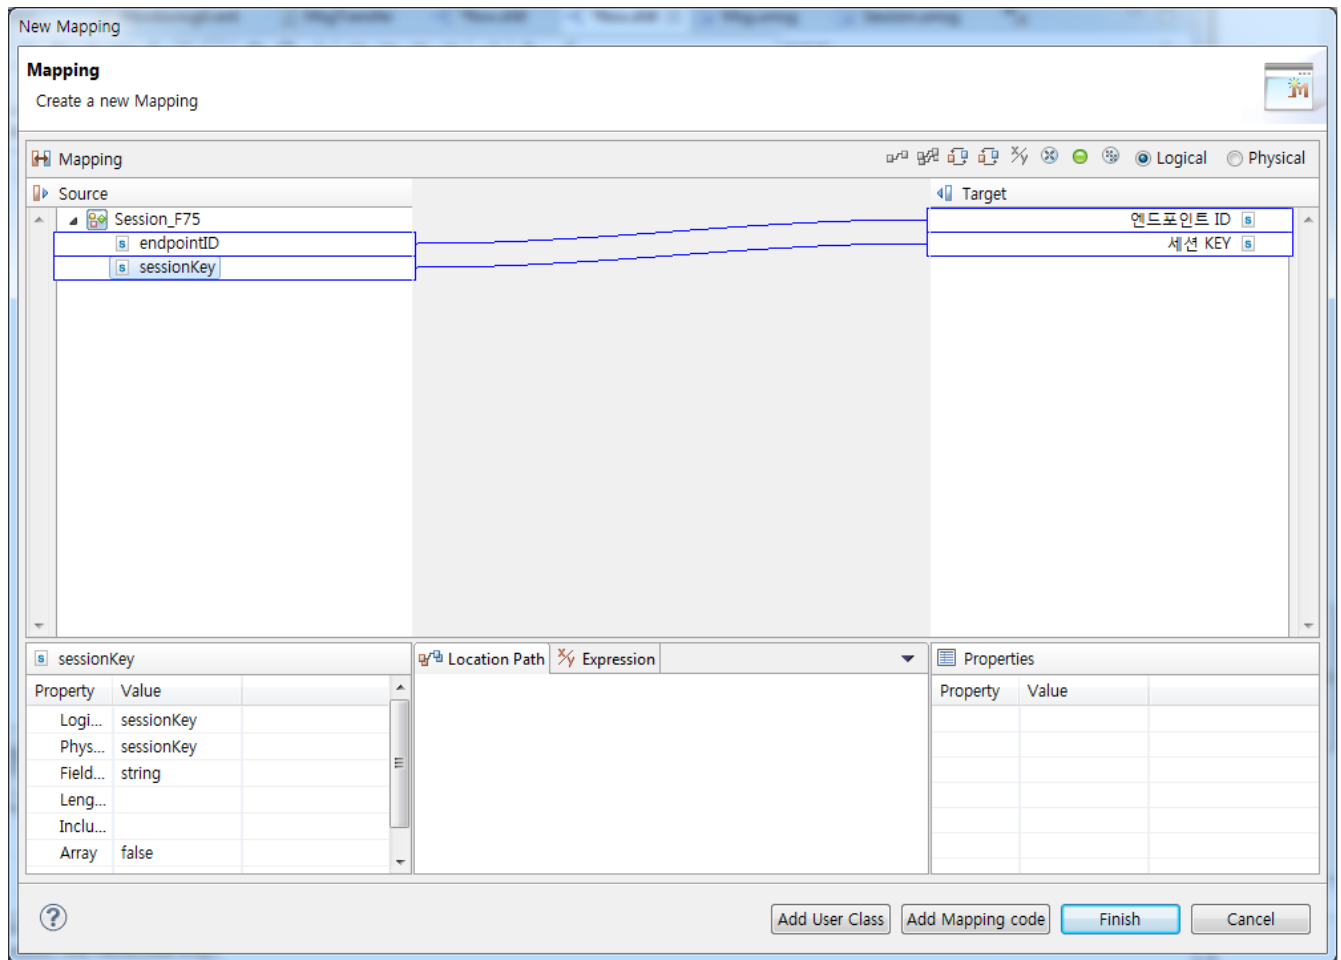 New Mapping
Mapping
Create a new Mapping
Mapping
Logical
Physical
Source
Target
Session_F75
엔드포인트 ID
endpointID
세션 KEY
sessionKey
sessionKey
Location Path
Expression
Properties
Property Value
Property Value
Logi... sessionKey
Phys... sessionKey
Field... string
Leng...
Inclu...
Array false
Add User Class
Add Mapping code
Finish
Cancel